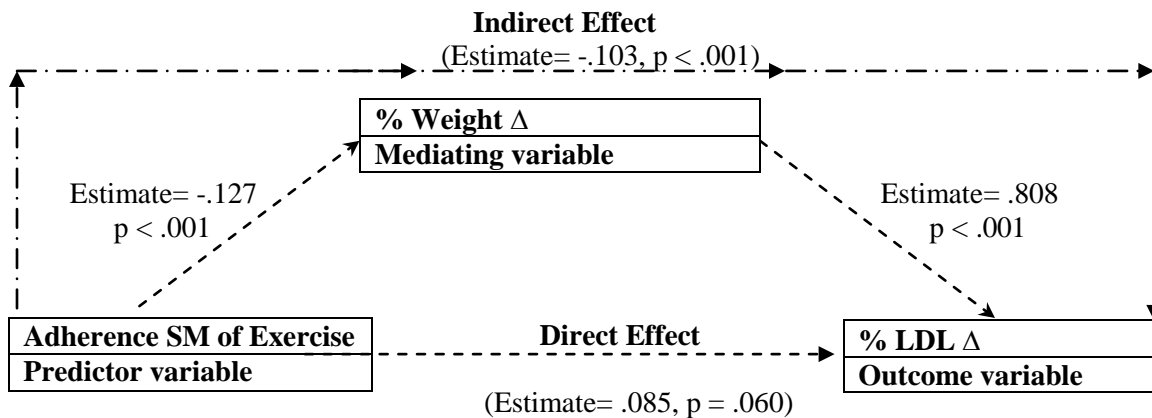 Indirect Effect
(Estimate= -.103, p < .001)
% Weight Δ
Mediating variable
Estimate= -.127
p < .001
Estimate= .808
p < .001
Adherence SM of Exercise
Predictor variable
Direct Effect
(Estimate= .085, p = .060)
% LDL Δ
Outcome variable